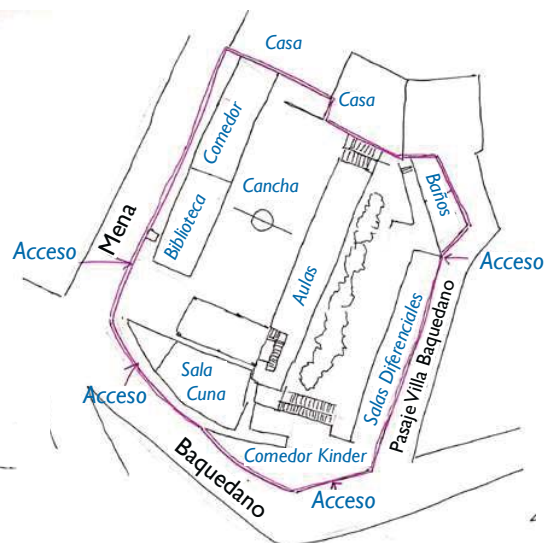 Casa
Casa
Comedor
Cancha
Baños
Biblioteca
Mena
Acceso
Acceso
Aulas
Salas Diferenciales
Pasaje Villa Baquedano
Sala
Cuna
Acceso
Baquedano
Comedor Kinder
Acceso